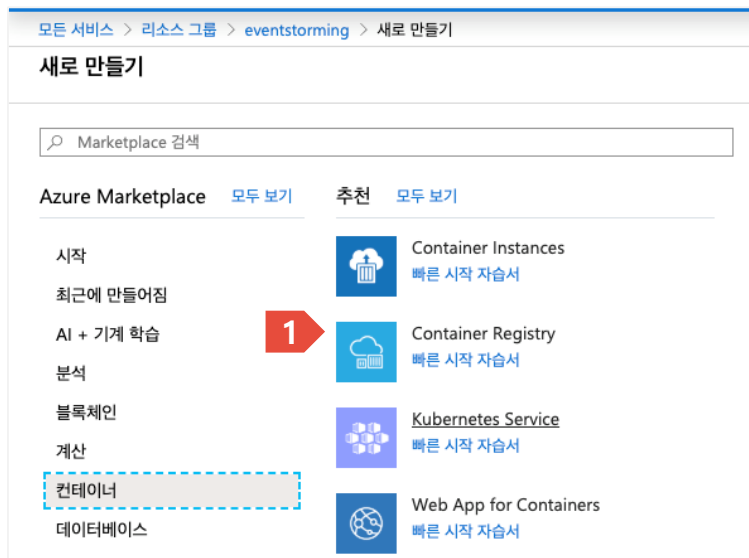 모든 서비스 > 리소스 그룹 > eventstorming > 새로 만들기
새로 만들기
Marketplace 검색
Azure Marketplace 모두 보기
시작
최근에 만들어짐
AI + 기계 학습
분석
블록체인
계산
컨테이너
데이터베이스
추천 모두 보기
Container Instances
빠른 시작 자습서
1
Container Registry
빠른 시작 자습서
Kubernetes Service
빠른 시작 자습서
Web App for Containers
빠른 시작 자습서